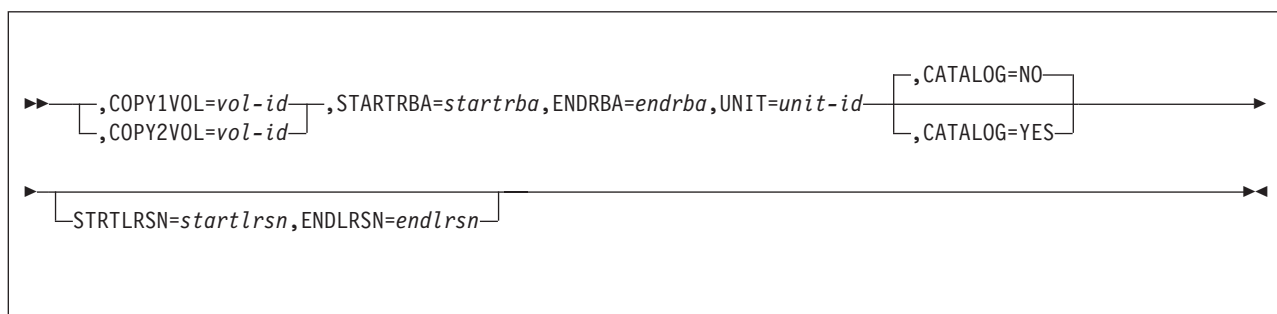 ,CATALOG=NO
,COPY1VOL=vol-id ,STARTRBA=startrba,ENDRBA=endrba,UNIT=unit-id
,COPY2VOL=vol-id ,CATALOG=YES
STRTLRSN=startlrsn,ENDLRSN=endlrsn